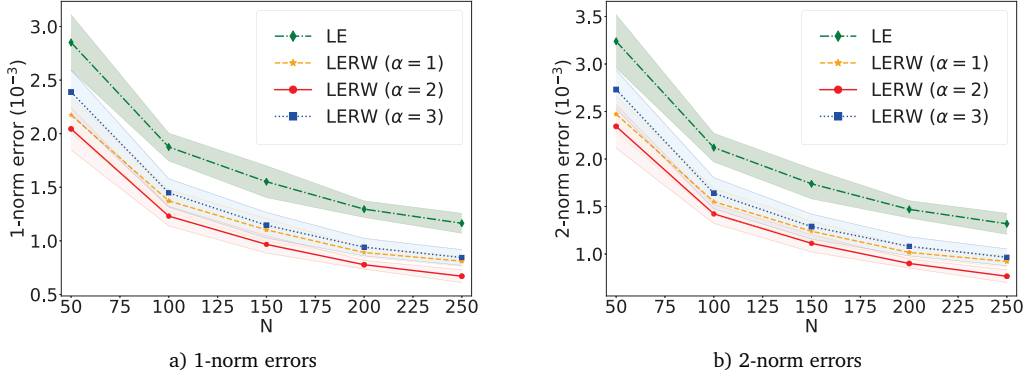 3.0
2.5
2.0
1.5
1.0
0.5
1-norm error (10⁻³)
50 75 100 125 150 175 200 225 250
N
LE
LERW (α = 1)
LERW (α = 2)
LERW (α = 3)
a) 1-norm errors
3.5
3.0
2.5
2.0
1.5
1.0
2-norm error (10⁻³)
50 75 100 125 150 175 200 225 250
N
LE
LERW (α = 1)
LERW (α = 2)
LERW (α = 3)
b) 2-norm errors